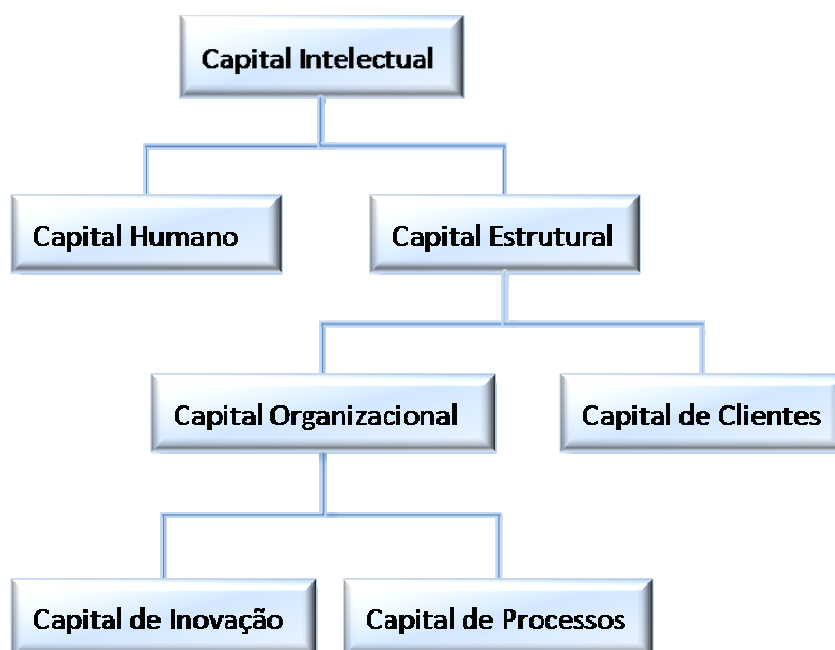 Capital Intelectual
Capital Humano
Capital Estrutural
Capital Organizacional
Capital de Clientes
Capital de Inovação
Capital de Processos